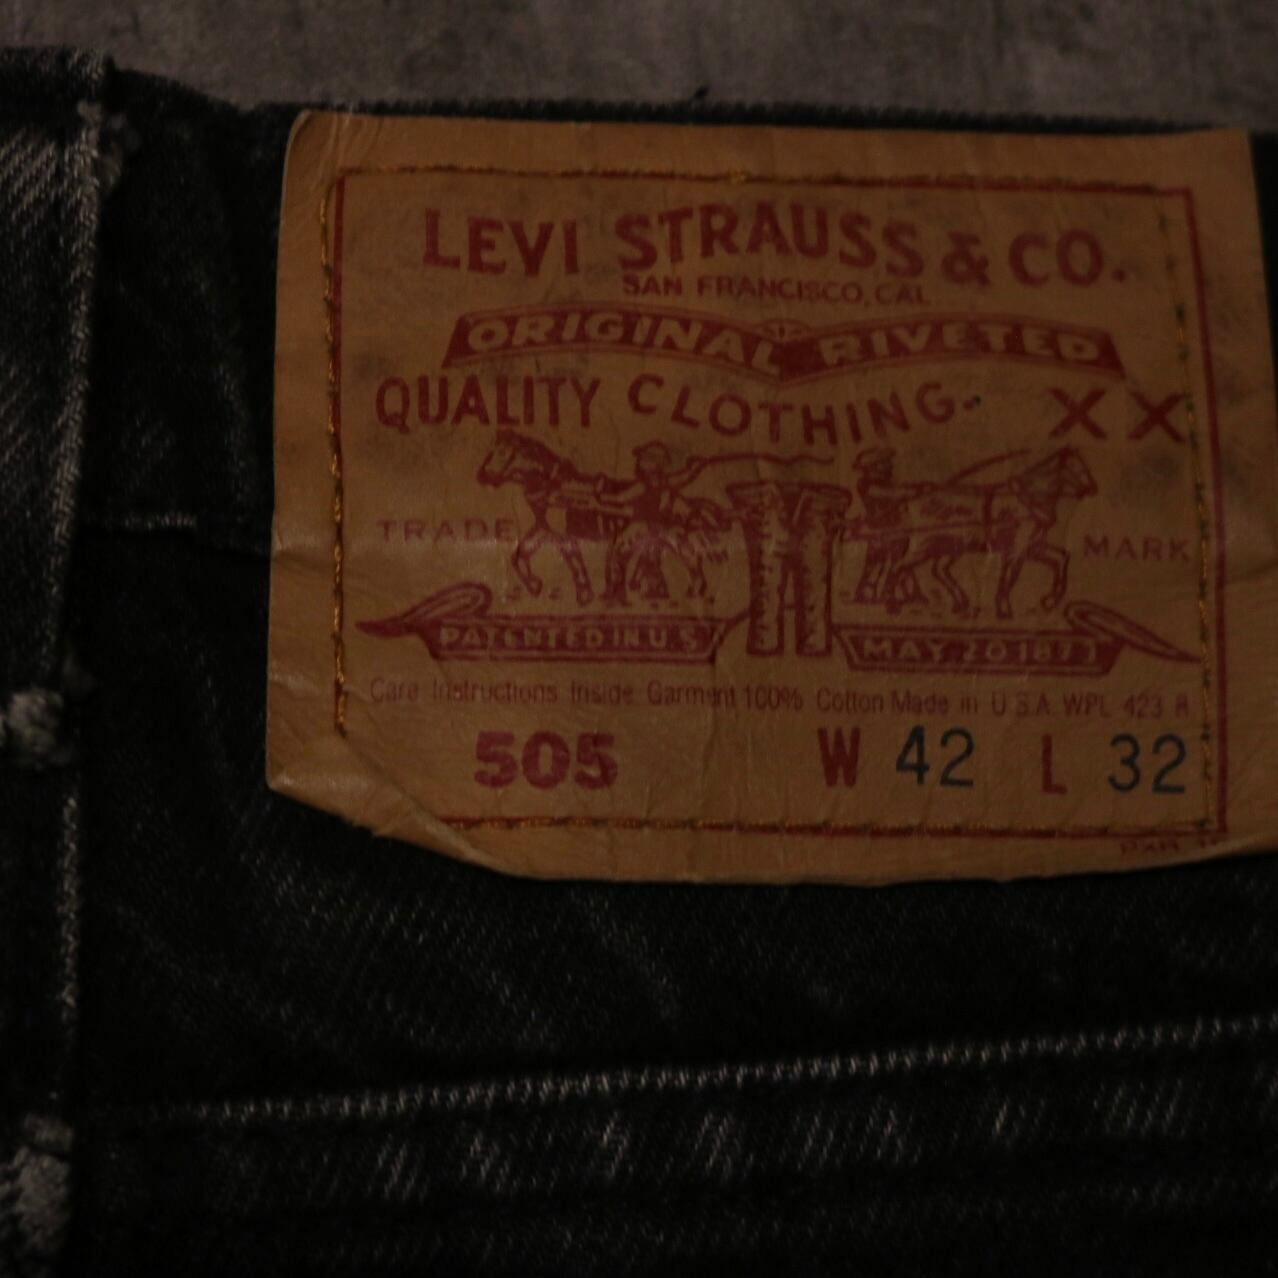 LEVI STRAUSS & CO.
SAN FRANCISCO, CAL.
ORIGINAL RIVETED
QUALITY CLOTHING. XX
TRADE MARK
PATENTED IN U.S. MAY 20 1873
Care Instructions Inside Garment 100% Cotton Made in U.S.A. WPL 423 R
505 W 42 L 32